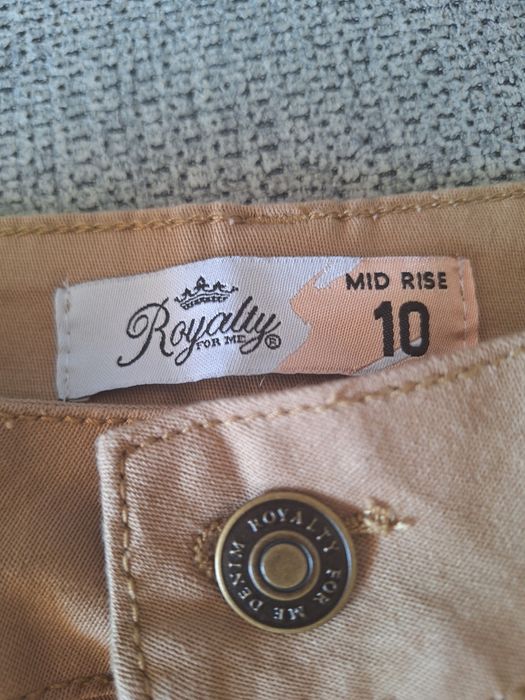 Royalty
FOR ME ®
MID RISE
10
ROYALTY FOR ME DENIM